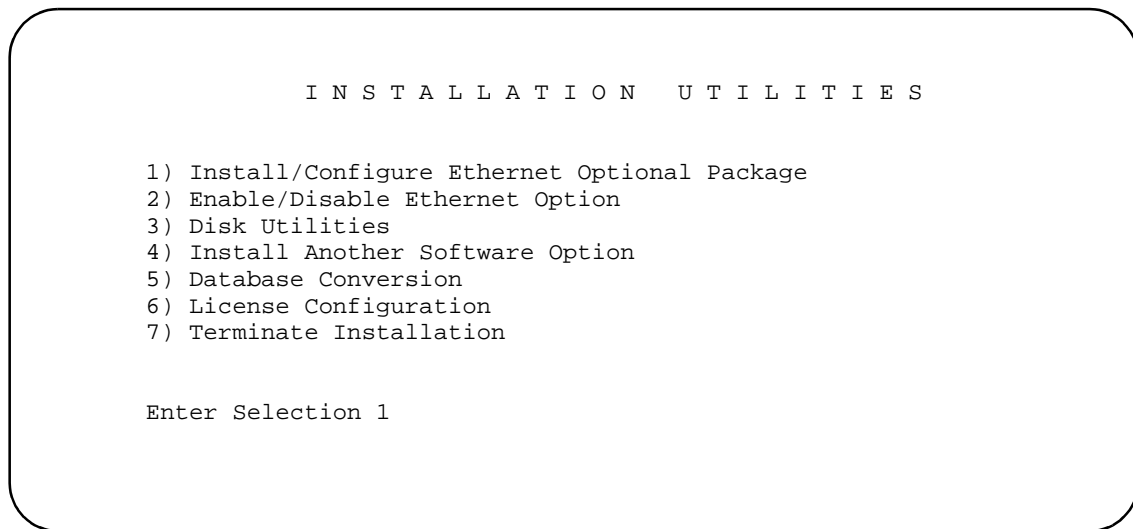 I N S T A L L A T I O N   U T I L I T I E S
1) Install/Configure Ethernet Optional Package
2) Enable/Disable Ethernet Option
3) Disk Utilities
4) Install Another Software Option
5) Database Conversion
6) License Configuration
7) Terminate Installation
Enter Selection 1